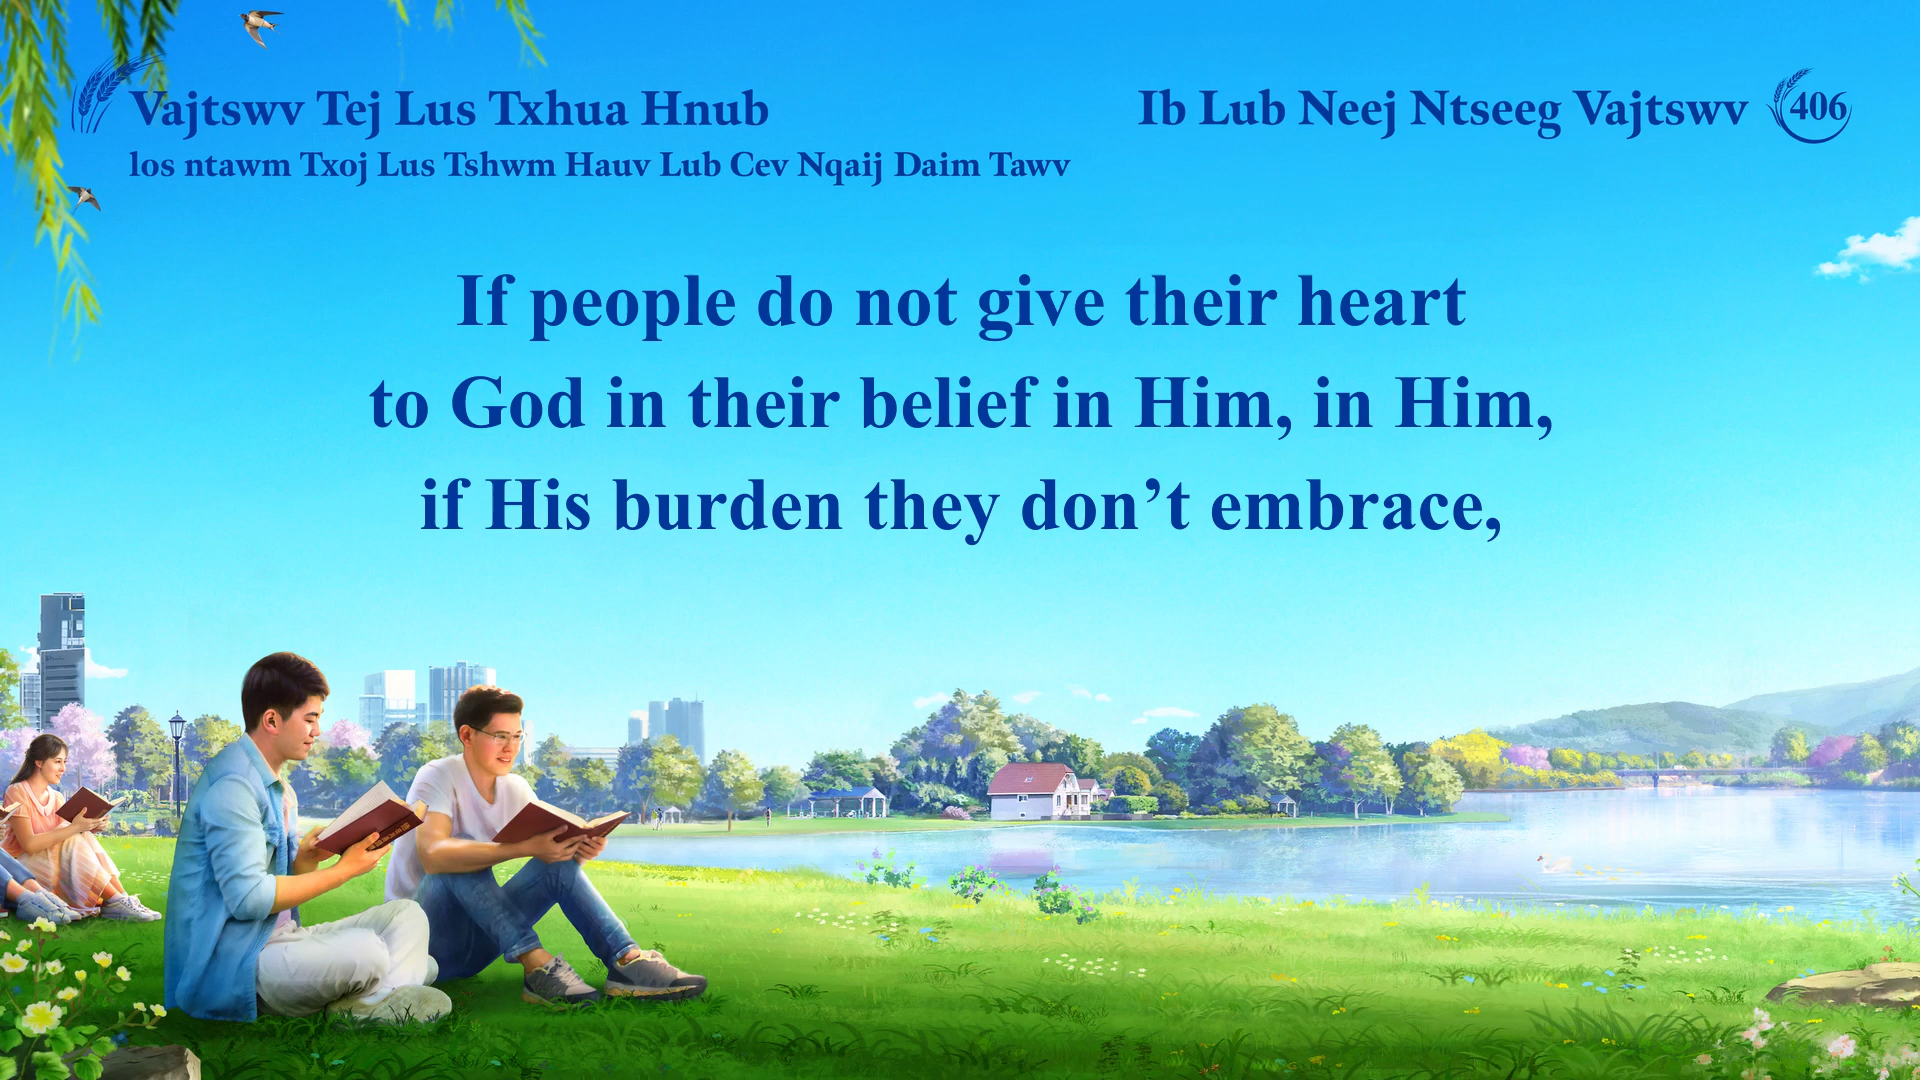 Vajtswv Tej Lus Txhua Hnub
los ntawm Txoj Lus Tshwm Hauv Lub Cev Nqaij Daim Tawv
Ib Lub Neej Ntseeg Vajtswv 406
If people do not give their heart
to God in their belief in Him, in Him,
if His burden they don’t embrace,